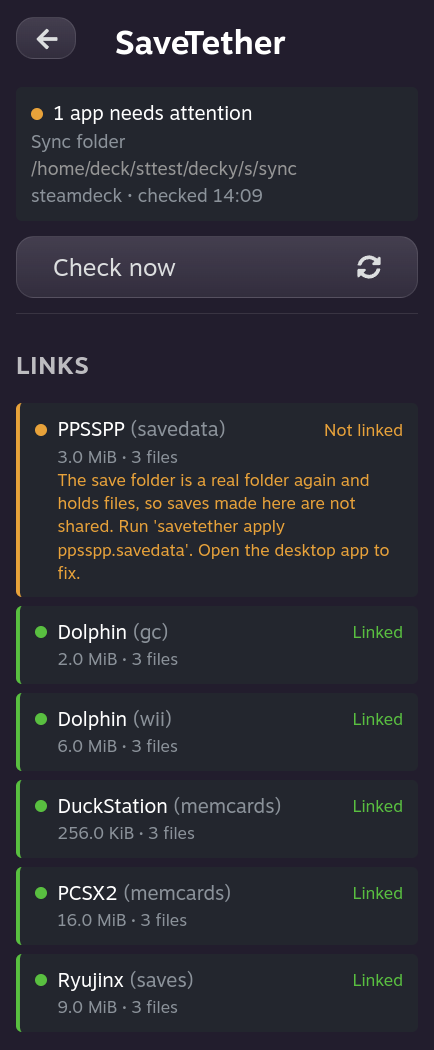 SaveTether
1 app needs attention
Sync folder
/home/deck/sttest/decky/s/sync
steamdeck · checked 14:09
Check now
LINKS
PPSSPP (savedata) Not linked
3.0 MiB · 3 files
The save folder is a real folder again and
holds files, so saves made here are not
shared. Run 'savetether apply
ppsspp.savedata'. Open the desktop app to
fix.
Dolphin (gc) Linked
2.0 MiB · 3 files
Dolphin (wii) Linked
6.0 MiB · 3 files
DuckStation (memcards) Linked
256.0 KiB · 3 files
PCSX2 (memcards) Linked
16.0 MiB · 3 files
Ryujinx (saves) Linked
9.0 MiB · 3 files